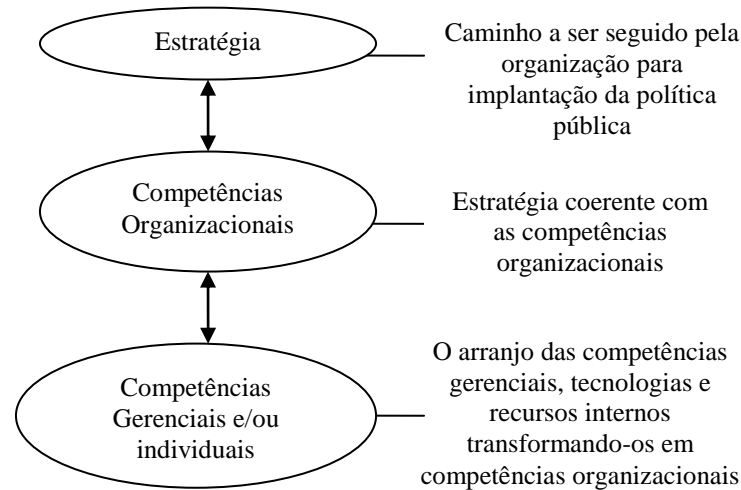 Estratégia
Caminho a ser seguido pela
organização para
implantação da política
pública
Competências
Organizacionais
Estratégia coerente com
as competências
organizacionais
Competências
Gerenciais e/ou
individuais
O arranjo das competências
gerenciais, tecnologias e
recursos internos
transformando-os em
competências organizacionais